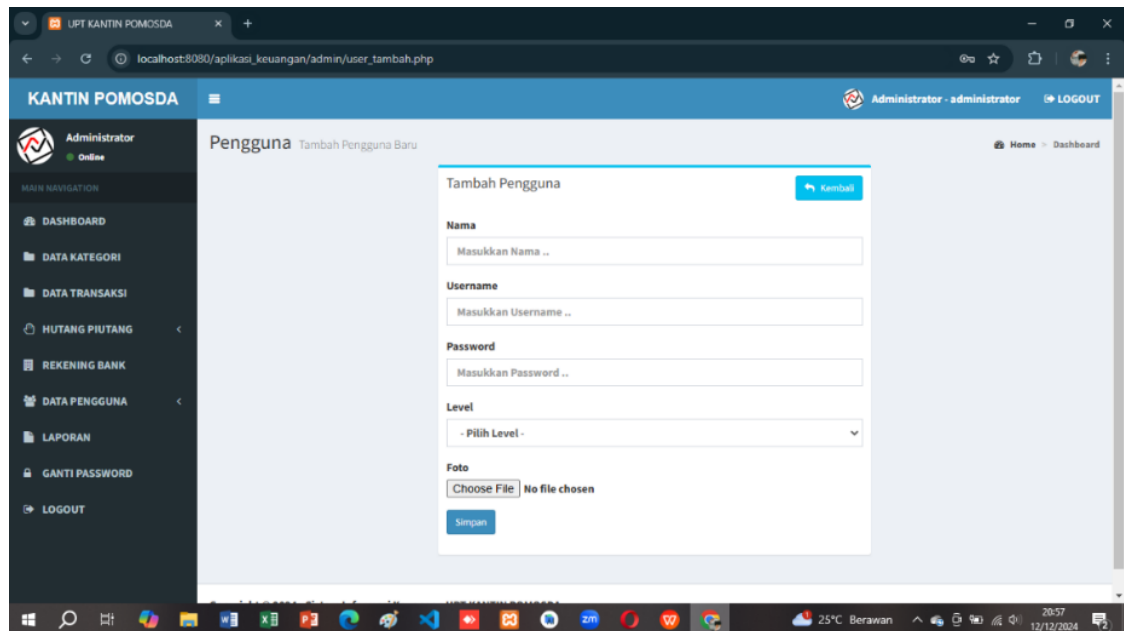 UPT KANTIN POMOSDA
localhost:8080/aplikasi_keuangan/admin/user_tambah.php
KANTIN POMOSDA
Administrator - administrator
LOGOUT
Administrator
Online
Pengguna Tambah Pengguna Baru
Home > Dashboard
MAIN NAVIGATION
DASHBOARD
DATA KATEGORI
DATA TRANSAKSI
HUTANG PIUTANG
REKENING BANK
DATA PENGGUNA
LAPORAN
GANTI PASSWORD
LOGOUT
Tambah Pengguna
Kembali
Nama
Masukkan Nama ..
Username
Masukkan Username ..
Password
Masukkan Password ..
Level
- Pilih Level -
Foto
Choose File No file chosen
Simpan
25°C Berawan
20:57
12/12/2024